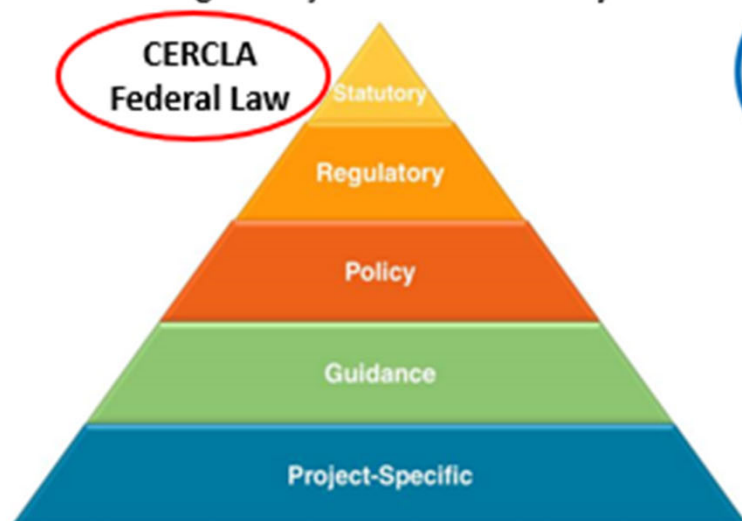 CERCLA
Federal Law
Statutory
Regulatory
Policy
Guidance
Project-Specific